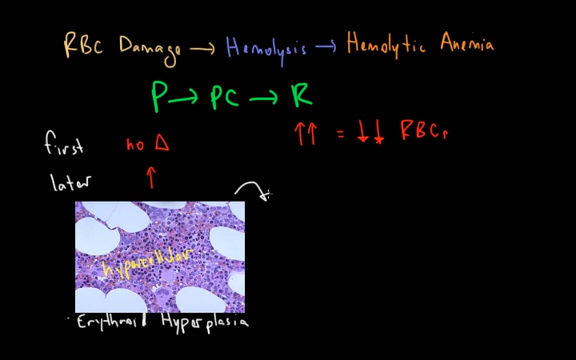 RBC Damage → Hemolysis → Hemolytic Anemia
P → PC → R
first no Δ ↑↑ = ↓↓ RBCs
later ↑
hypercellular
Erythroid Hyperplasia